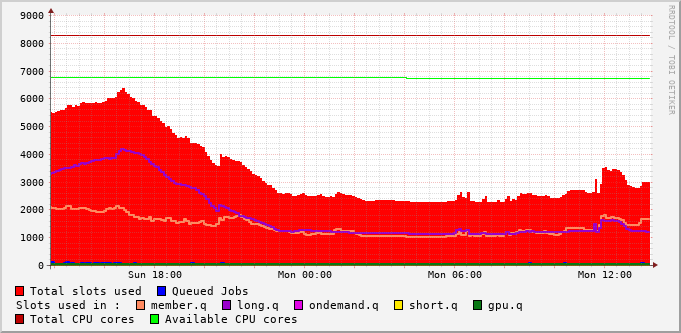 RRDTOOL / TOBI OETIKER
9000
8000
7000
6000
5000
4000
3000
2000
1000
0
Sun 18:00 Mon 00:00 Mon 06:00 Mon 12:00
Total slots used Queued Jobs
Slots used in : member.q long.q ondemand.q short.q gpu.q
Total CPU cores Available CPU cores